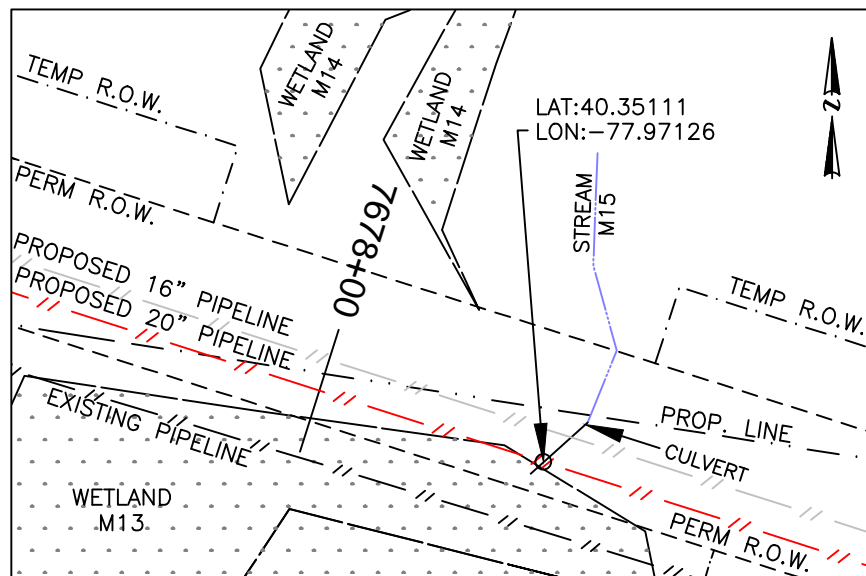 TEMP R.O.W.
WETLAND
M14
WETLAND
M14
LAT:40.35111
LON:-77.97126
N
PERM R.O.W.
STREAM
M15
7678+00
PROPOSED 16" PIPELINE
PROPOSED 20" PIPELINE
TEMP R.O.W.
EXISTING PIPELINE
PROP. LINE
CULVERT
WETLAND
M13
PERM R.O.W.